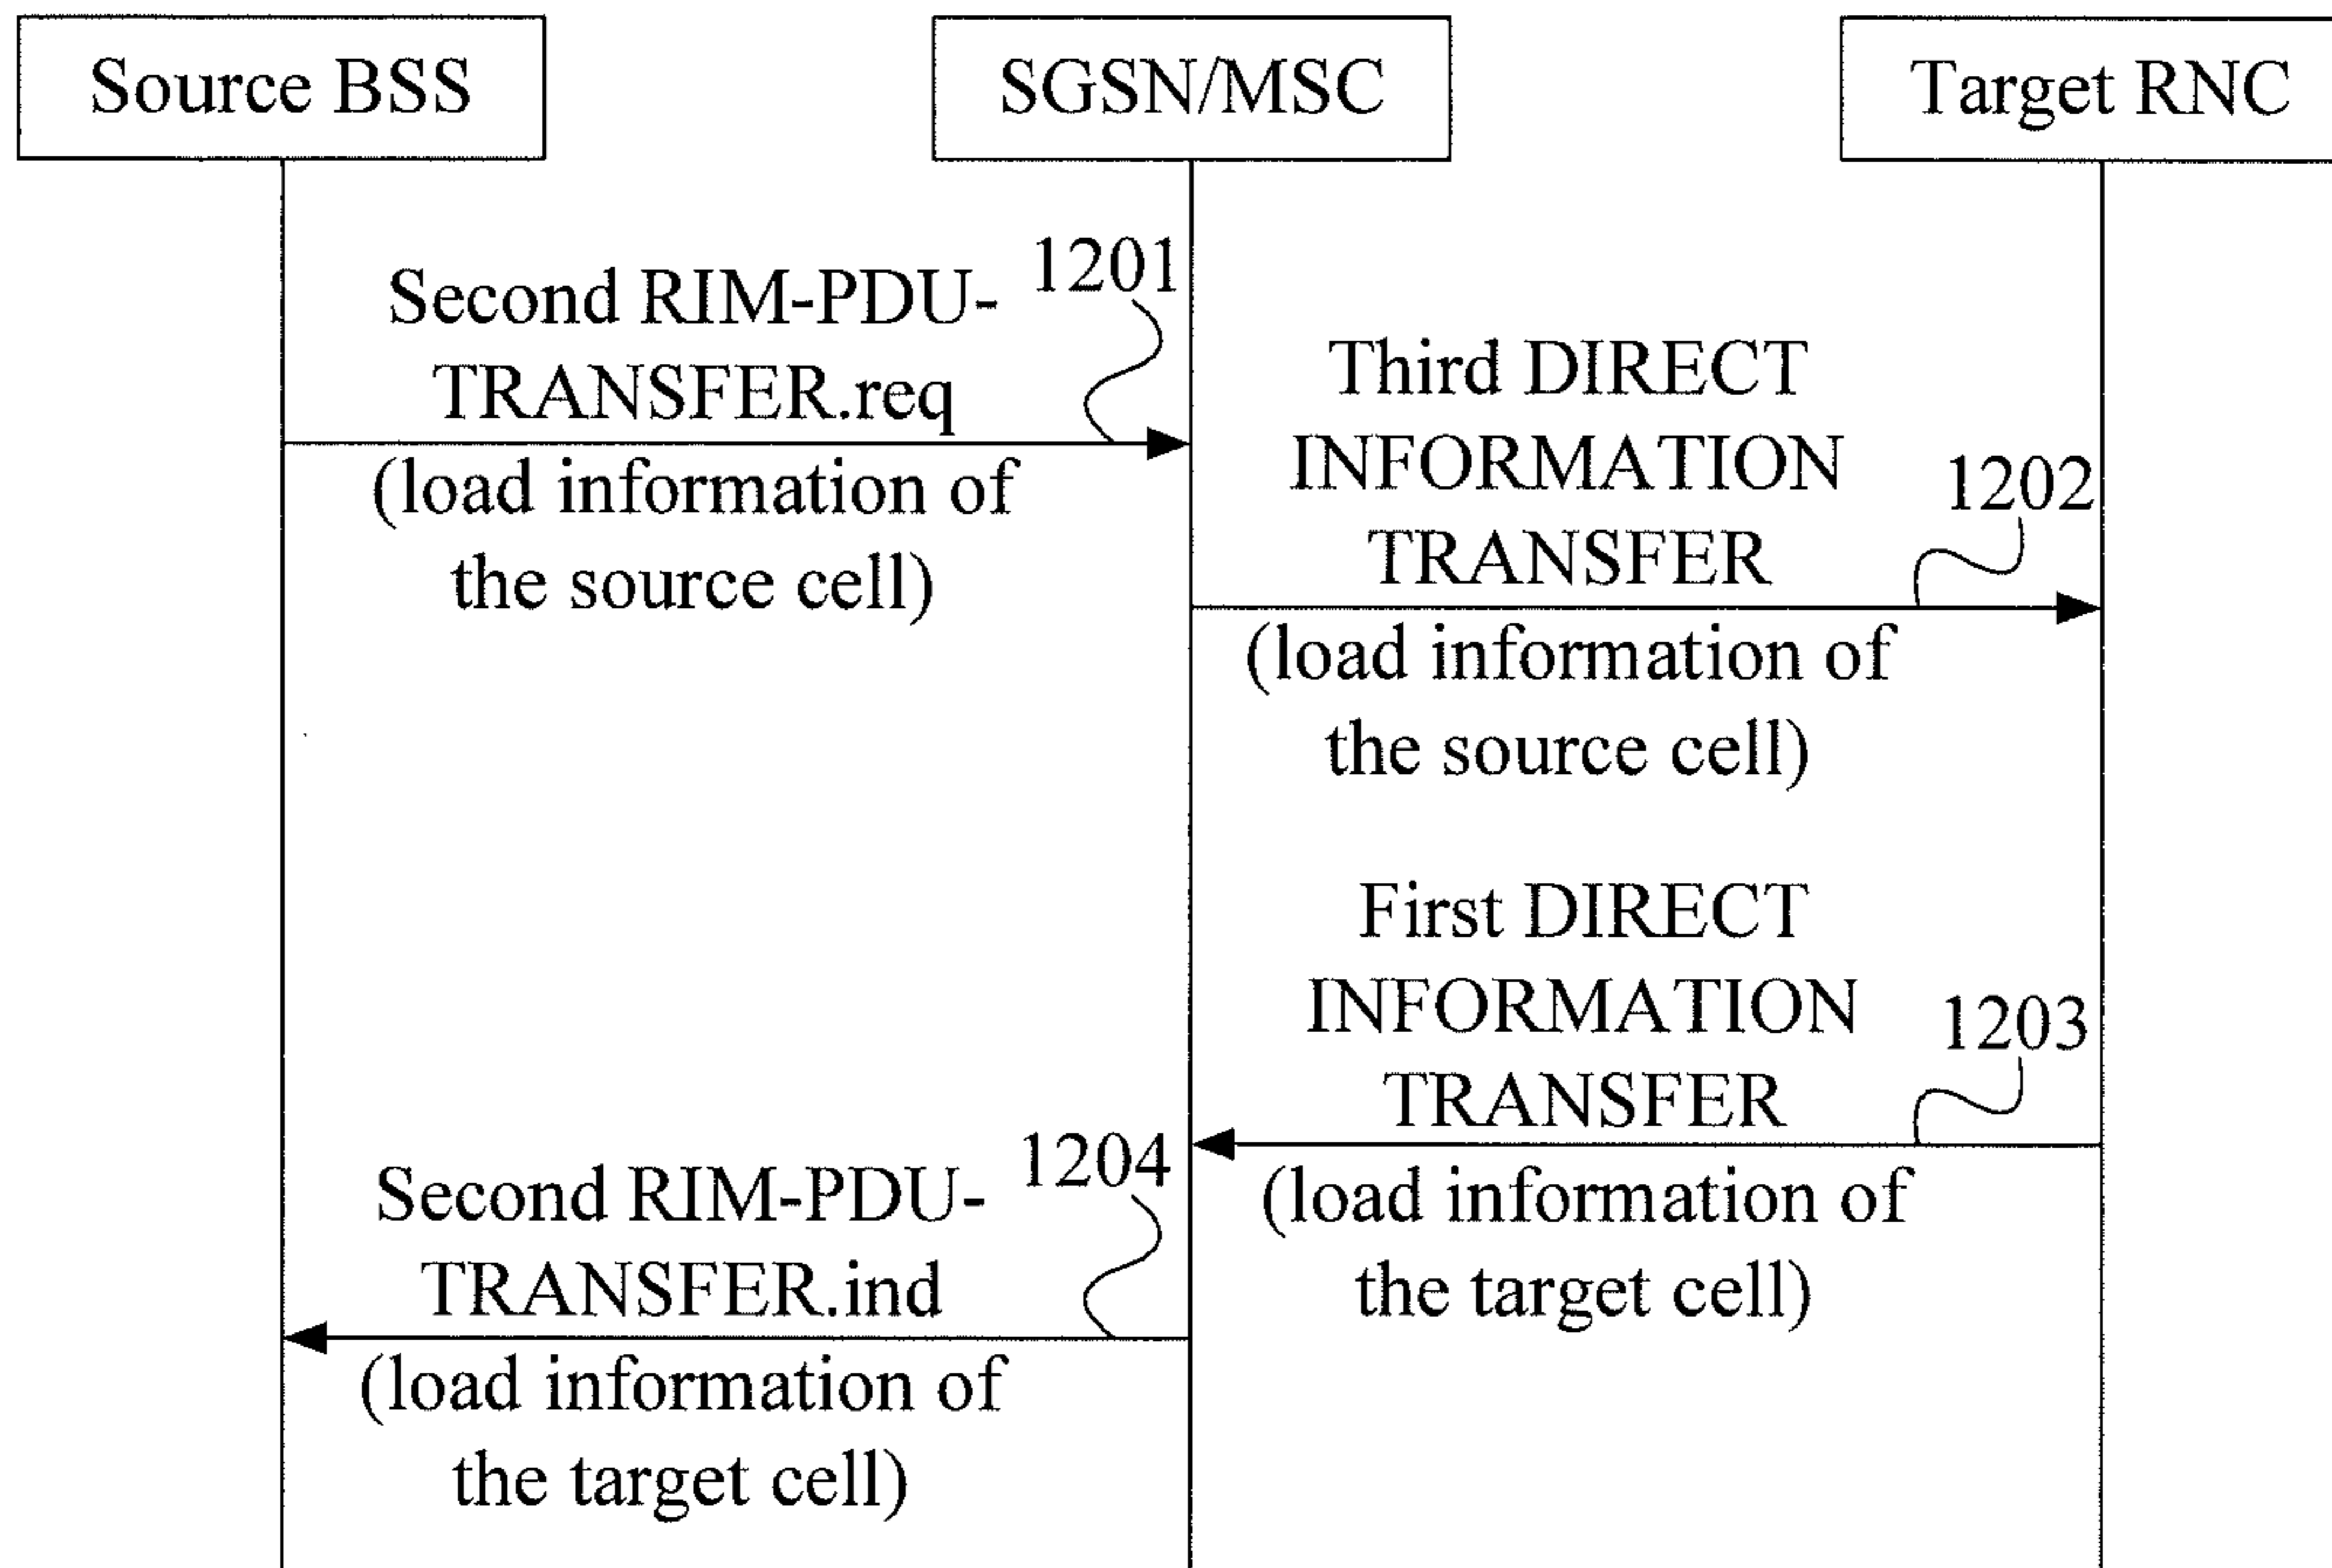 Source BSS
SGSN/MSC
Target RNC
Second RIM-PDU-
TRANSFER.req
1201
(load information of
the source cell)
Third DIRECT
INFORMATION
TRANSFER
1202
(load information of
the source cell)
First DIRECT
INFORMATION
TRANSFER
1203
(load information of
the target cell)
Second RIM-PDU-
TRANSFER.ind
1204
(load information of
the target cell)